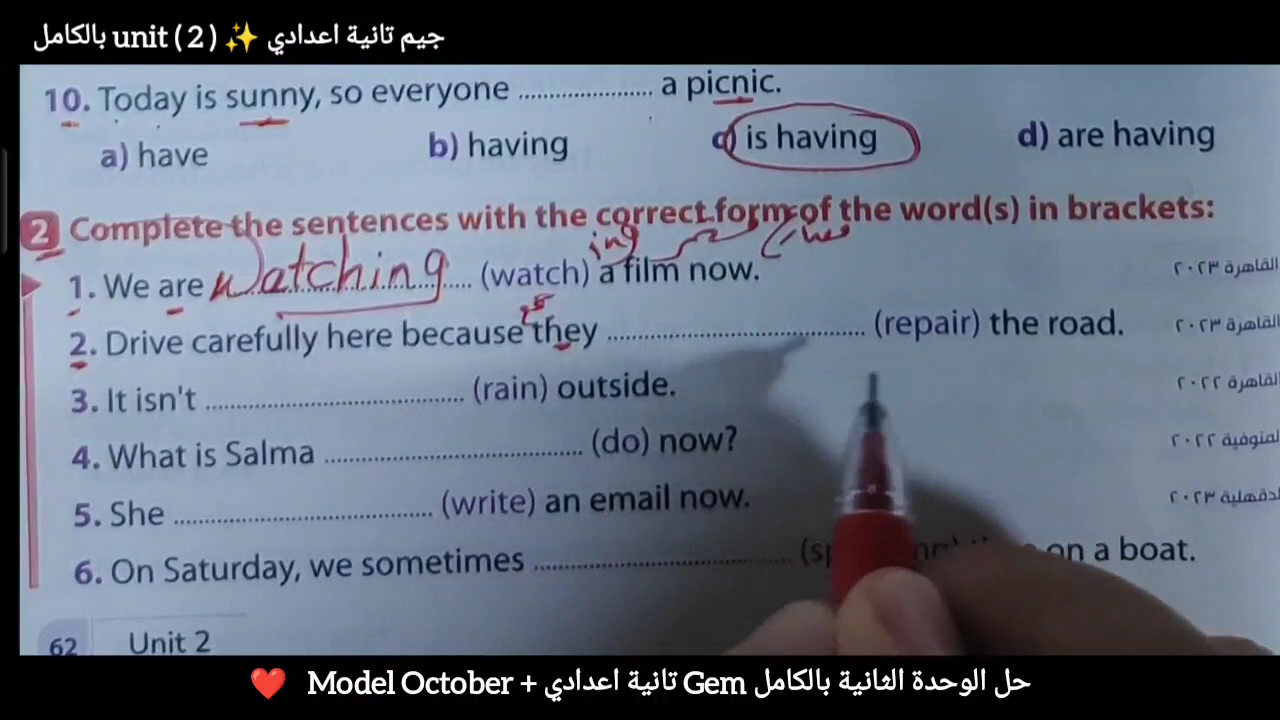 جيم تانية اعدادي ✨ unit ( 2 ) بالكامل
10. Today is sunny, so everyone ..................... a picnic.
a) have b) having c) is having d) are having
2 Complete the sentences with the correct form of the word(s) in brackets:
ing
1. We are watching (watch) a film now. القاهرة ٢٠٢٣
2. Drive carefully here because they ..................... (repair) the road. القاهرة ٢٠٢٣
3. It isn't ..................... (rain) outside. القاهرة ٢٠٢٢
4. What is Salma ..................... (do) now? المنوفية ٢٠٢٢
5. She ..................... (write) an email now. الدقهلية ٢٠٢٣
6. On Saturday, we sometimes ..................... on a boat.
62 Unit 2
حل الوحدة الثانية بالكامل Gem تانية اعدادي + Model October ❤️